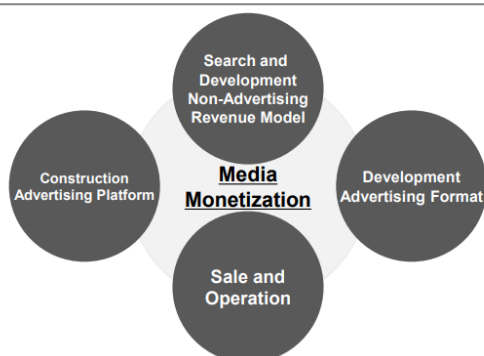 Search and
Development
Non-Advertising
Revenue Model
Construction
Advertising Platform
Media
Monetization
Development
Advertising Format
Sale and
Operation